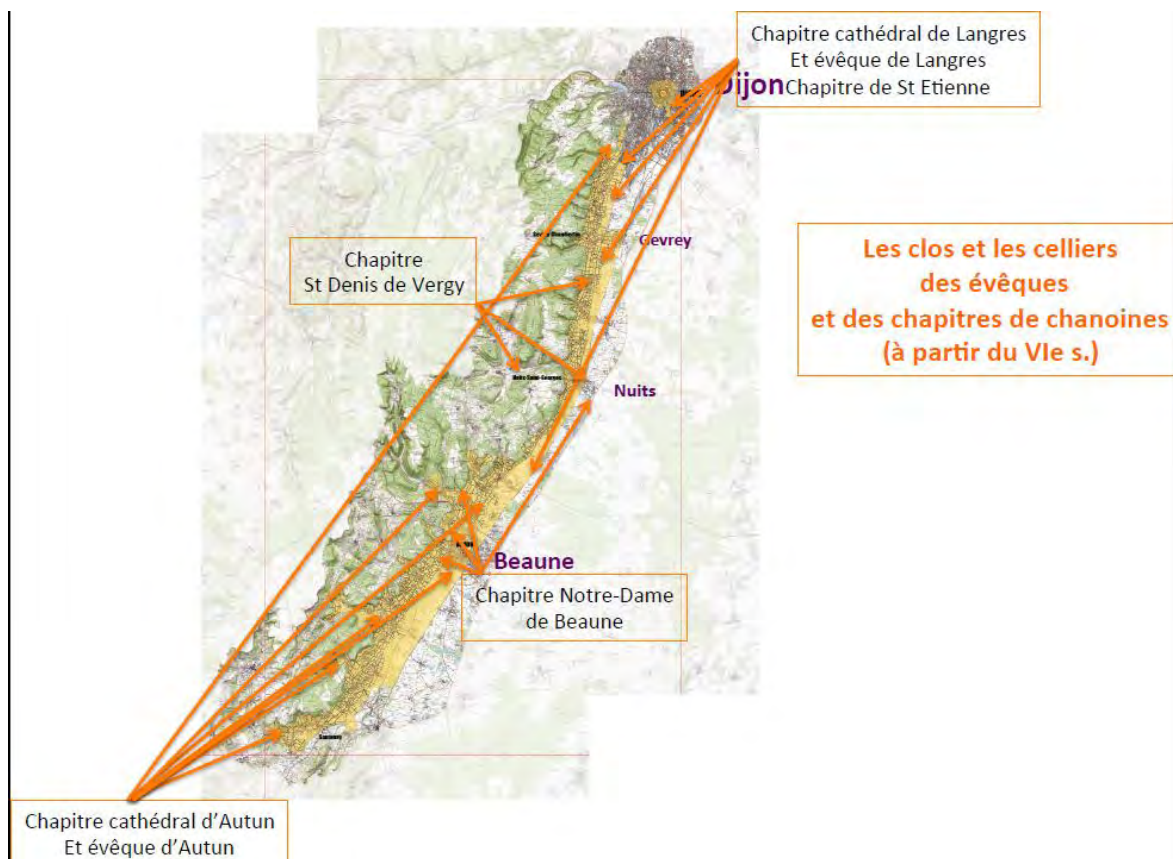 Chapitre cathédral de Langres
Et évêque de Langres
Chapitre de St Etienne
Dijon
Gevrey
Les clos et les celliers
des évêques
et des chapitres de chanoines
(à partir du VIe s.)
Chapitre
St Denis de Vergy
Nuits
Beaune
Chapitre Notre-Dame
de Beaune
Chapitre cathédral d'Autun
Et évêque d'Autun